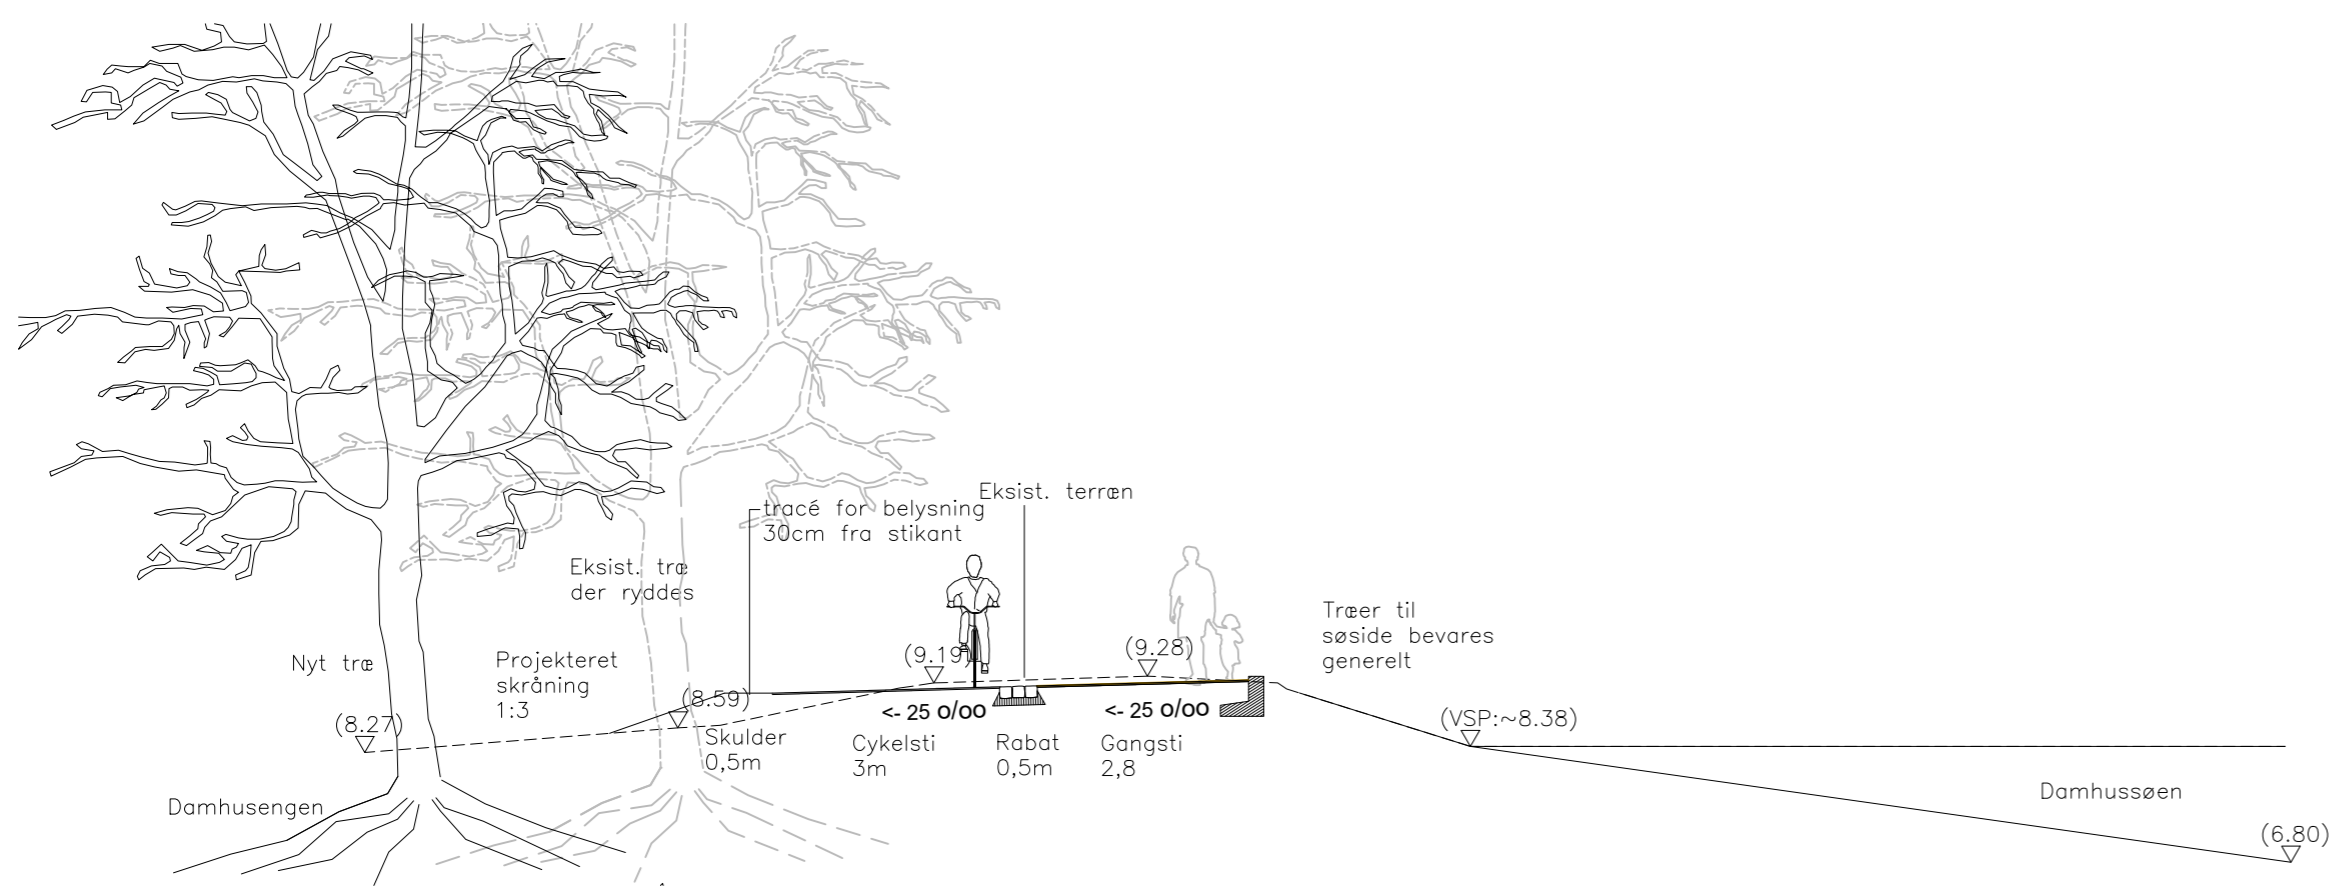 Eksist. terræn
tracé for belysning
30cm fra stikant
Eksist. træ
der ryddes
Træer til
søside bevares
generelt
Nyt træ
Projekteret
skråning
1:3
(9.19)
(9.28)
(8.59)
(8.27)
(VSP:~8.38)
<- 25 o/oo
<- 25 o/oo
Skulder
0,5m
Cykelsti
3m
Rabat
0,5m
Gangsti
2,8
Damhusengen
Damhussøen
(6.80)